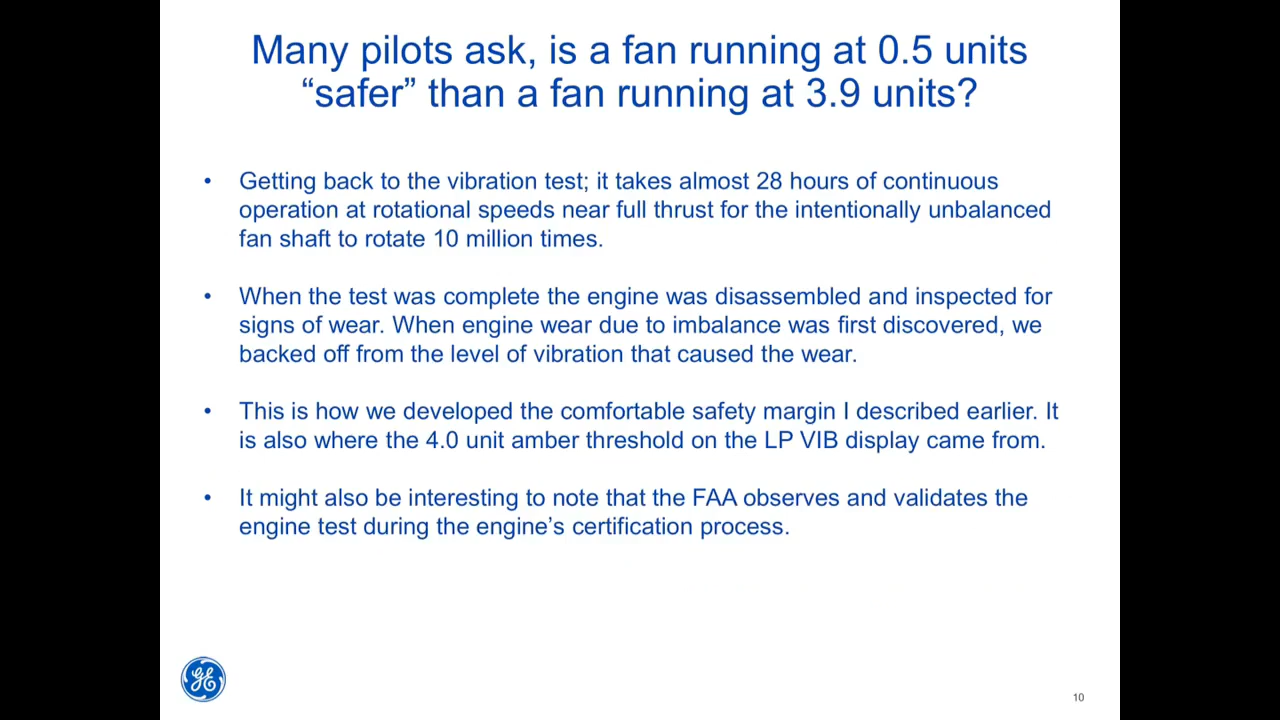 Many pilots ask, is a fan running at 0.5 units
“safer” than a fan running at 3.9 units?
• Getting back to the vibration test; it takes almost 28 hours of continuous
operation at rotational speeds near full thrust for the intentionally unbalanced
fan shaft to rotate 10 million times.
• When the test was complete the engine was disassembled and inspected for
signs of wear. When engine wear due to imbalance was first discovered, we
backed off from the level of vibration that caused the wear.
• This is how we developed the comfortable safety margin I described earlier. It
is also where the 4.0 unit amber threshold on the LP VIB display came from.
• It might also be interesting to note that the FAA observes and validates the
engine test during the engine’s certification process.
GE
10